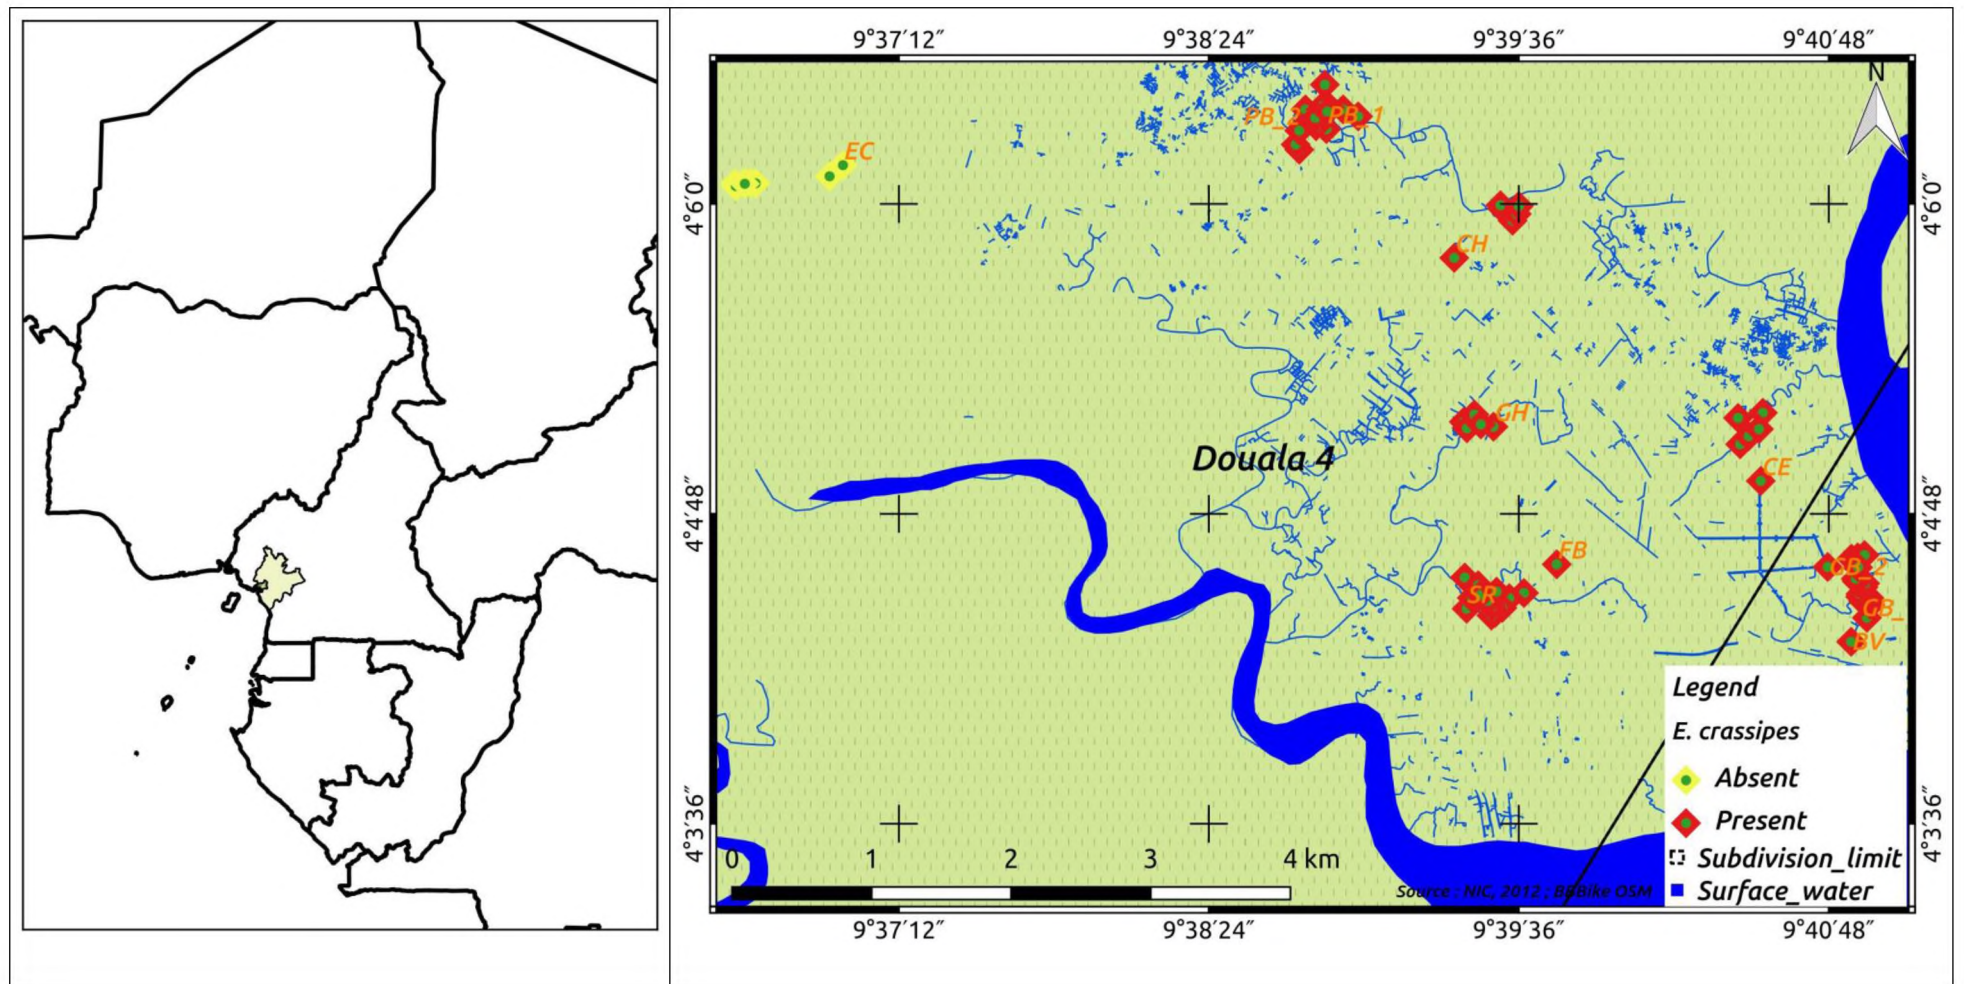 9°37′12″ 9°38′24″ 9°39′36″ 9°40′48″
N
PB_2 PB_1
EC
4°6′0″ 4°6′0″
CH
GH
Douala 4
CE
4°4′48″ 4°4′48″
FB
GB_2
SR
GB_
BV
Legend
E. crassipes
Absent
Present
4°3′36″ 4°3′36″
0 1 2 3 4 km
Subdivision_limit
Source : NIC, 2012 ; BBBike OSM
Surface_water
9°37′12″ 9°38′24″ 9°39′36″ 9°40′48″